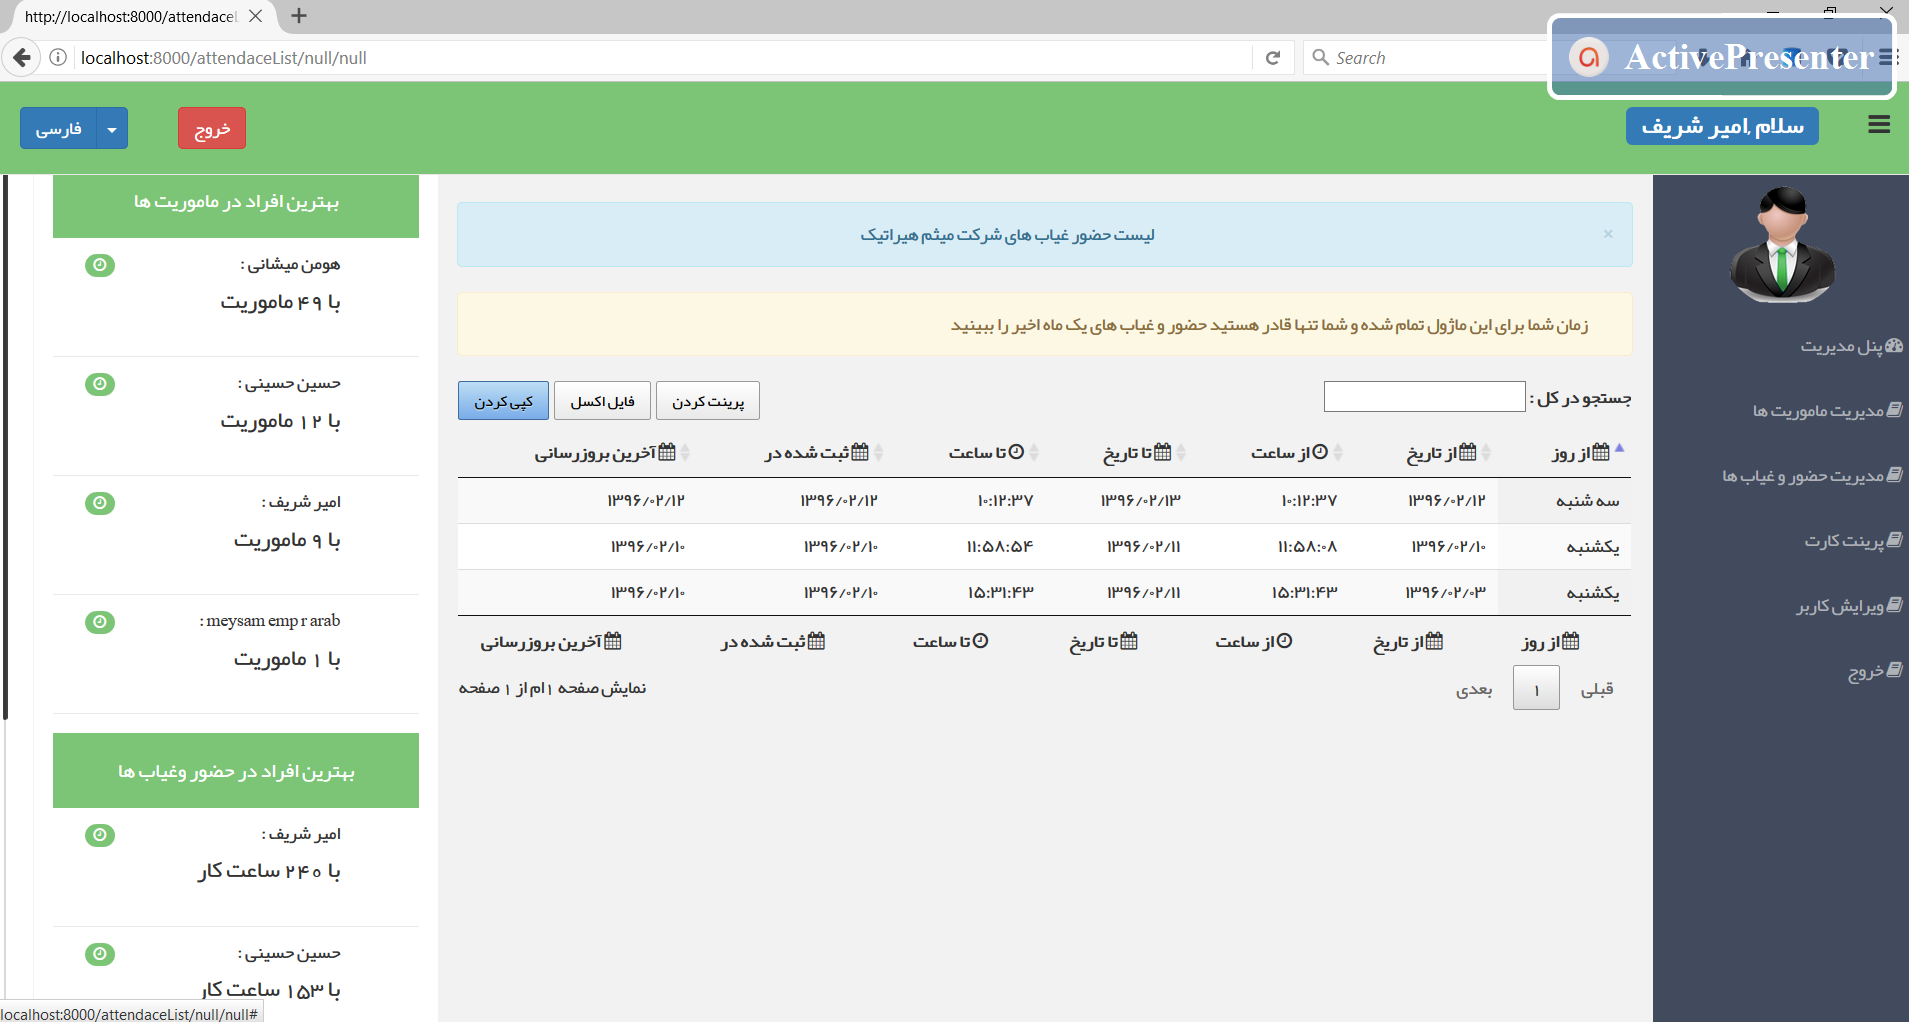 http://localhost:8000/attendaceL
localhost:8000/attendaceList/null/null
Search
ActivePresenter
سلام ,امیر شریف
خروج
فارسی
پنل مدیریت
مدیریت ماموریت ها
مدیریت حضور و غیاب ها
پرینت کارت
ویرایش کاربر
خروج
لیست حضور غیاب های شرکت میثم هیراتیک
×
زمان شما برای این ماژول تمام شده و شما تنها قادر هستید حضور و غیاب های یک ماه اخیر را ببینید
جستجو در کل :
پرینت کردن فایل اکسل کپی کردن
از روز از تاریخ از ساعت تا تاریخ تا ساعت ثبت شده در آخرین بروزرسانی
سه شنبه ۱۳۹۶/۰۲/۱۲ ۱۰:۱۲:۳۷ ۱۳۹۶/۰۲/۱۳ ۱۰:۱۲:۳۷ ۱۳۹۶/۰۲/۱۲ ۱۳۹۶/۰۲/۱۲
یکشنبه ۱۳۹۶/۰۲/۱۰ ۱۱:۵۸:۰۸ ۱۳۹۶/۰۲/۱۱ ۱۱:۵۸:۵۴ ۱۳۹۶/۰۲/۱۰ ۱۳۹۶/۰۲/۱۰
یکشنبه ۱۳۹۶/۰۲/۰۳ ۱۵:۳۱:۴۳ ۱۳۹۶/۰۲/۱۱ ۱۵:۳۱:۴۳ ۱۳۹۶/۰۲/۱۰ ۱۳۹۶/۰۲/۱۰
از روز از تاریخ از ساعت تا تاریخ تا ساعت ثبت شده در آخرین بروزرسانی
قبلی ۱ بعدی
نمایش صفحه ۱ام از ۱ صفحه
بهترین افراد در ماموریت ها
هومن میشانی :
با ۴۹ ماموریت
حسین حسینی :
با ۱۲ ماموریت
امیر شریف :
با ۹ ماموریت
meysam emp r arab :
با ۱ ماموریت
بهترین افراد در حضور وغیاب ها
امیر شریف :
با ۲۴۰ ساعت کار
حسین حسینی :
با ۱۵۳ ساعت کار
localhost:8000/attendaceList/null/null#